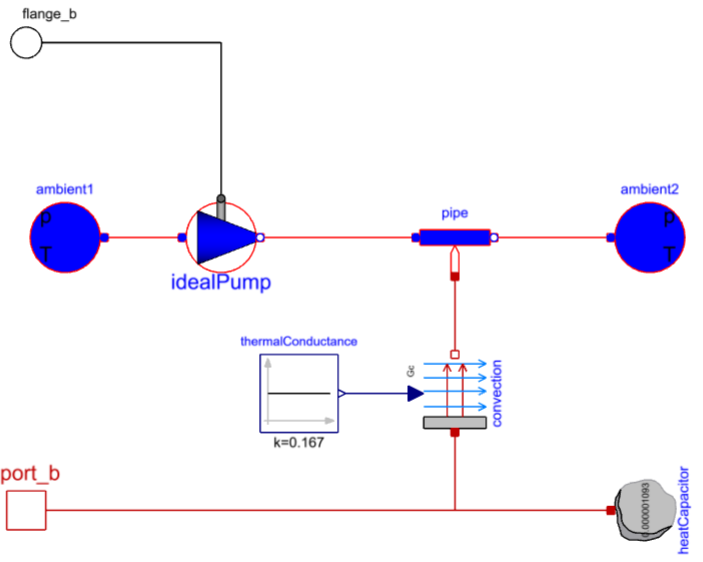 flange_b
ambient1
p
T
idealPump
pipe
ambient2
p
T
thermalConductance
k=0.167
Gc
convection
port_b
0.000001093
heatCapacitor